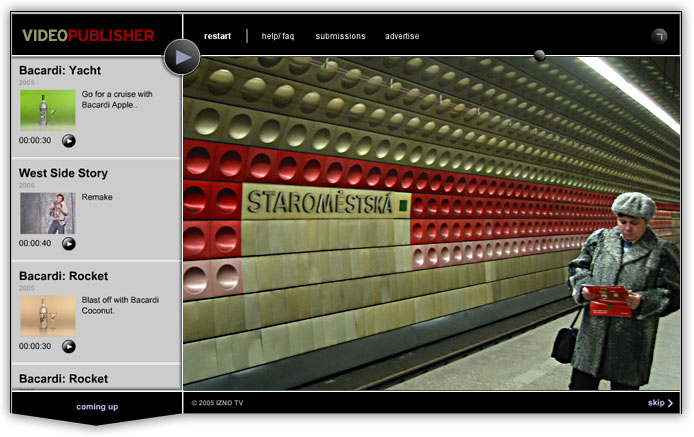 VIDEOPUBLISHER
restart
help/faq
submissions
advertise
Bacardi: Yacht
2005
Go for a cruise with
Bacardi Apple..
00:00:30
West Side Story
2005
Remake
00:00:40
Bacardi: Rocket
2005
Blast off with Bacardi
Coconut.
00:00:30
Bacardi: Rocket
coming up
STAROMĚSTSKÁ
© 2005 IZNO TV
skip